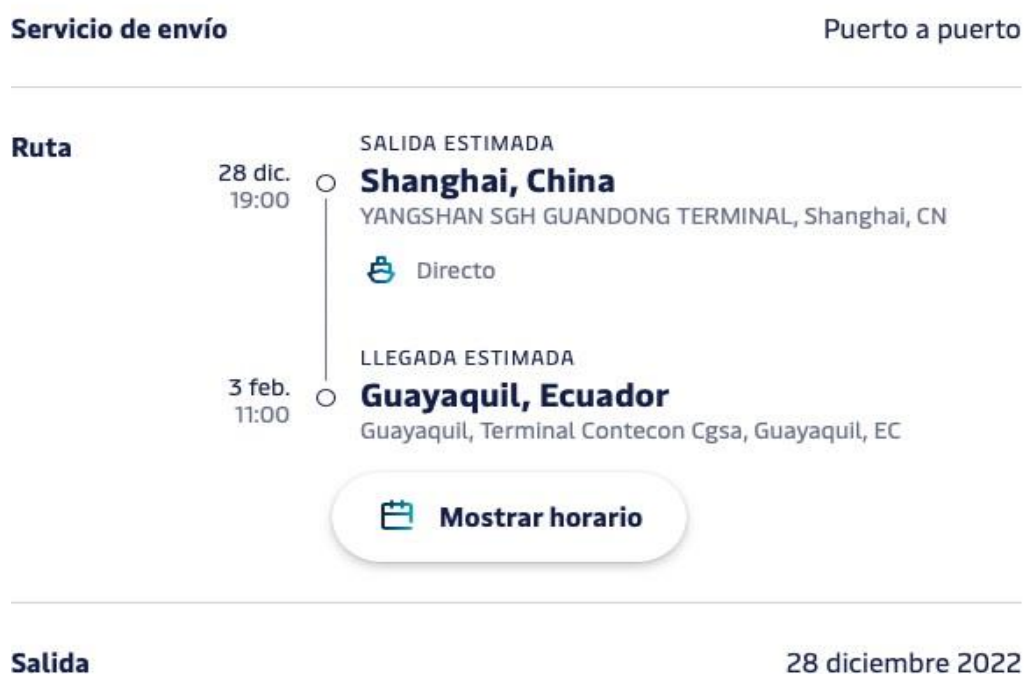 Servicio de envío
Puerto a puerto
Ruta
SALIDA ESTIMADA
28 dic.
19:00
Shanghai, China
YANGSHAN SGH GUANDONG TERMINAL, Shanghai, CN
Directo
LLEGADA ESTIMADA
3 feb.
11:00
Guayaquil, Ecuador
Guayaquil, Terminal Contecon Cgsa, Guayaquil, EC
Mostrar horario
Salida
28 diciembre 2022